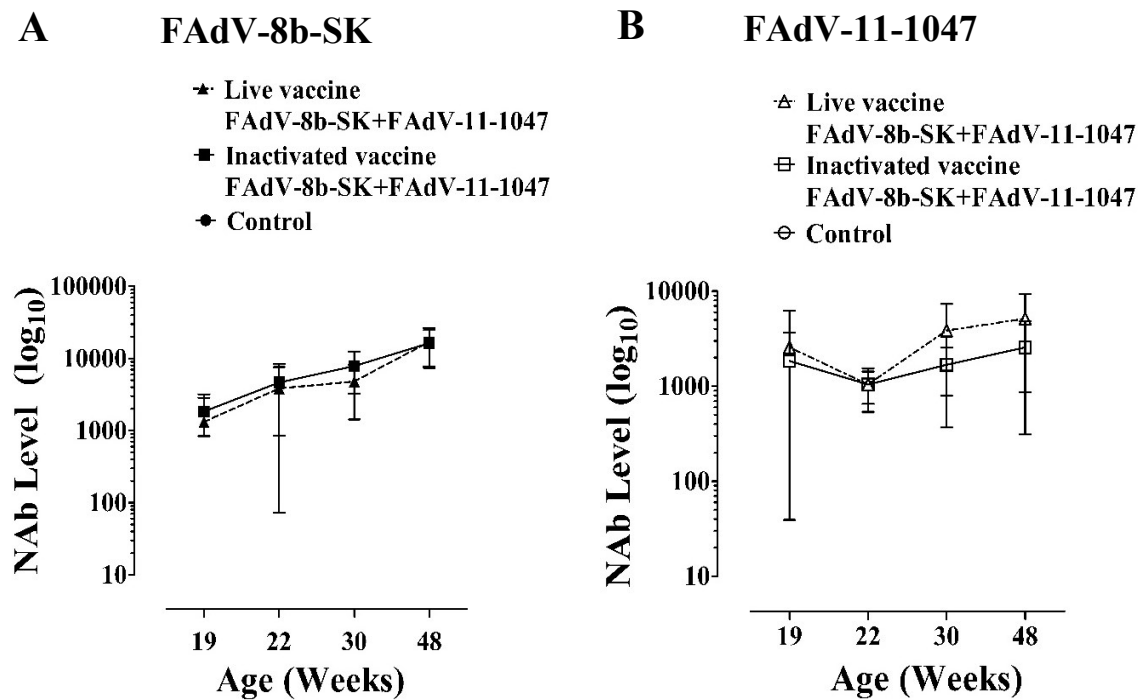 A FAdV-8b-SK
Live vaccine
FAdV-8b-SK+FAdV-11-1047
Inactivated vaccine
FAdV-8b-SK+FAdV-11-1047
Control
NAb Level (log10)
100000
10000
1000
100
10
19 22 30 48
Age (Weeks)
B FAdV-11-1047
Live vaccine
FAdV-8b-SK+FAdV-11-1047
Inactivated vaccine
FAdV-8b-SK+FAdV-11-1047
Control
NAb Level (log10)
10000
1000
100
10
19 22 30 48
Age (Weeks)